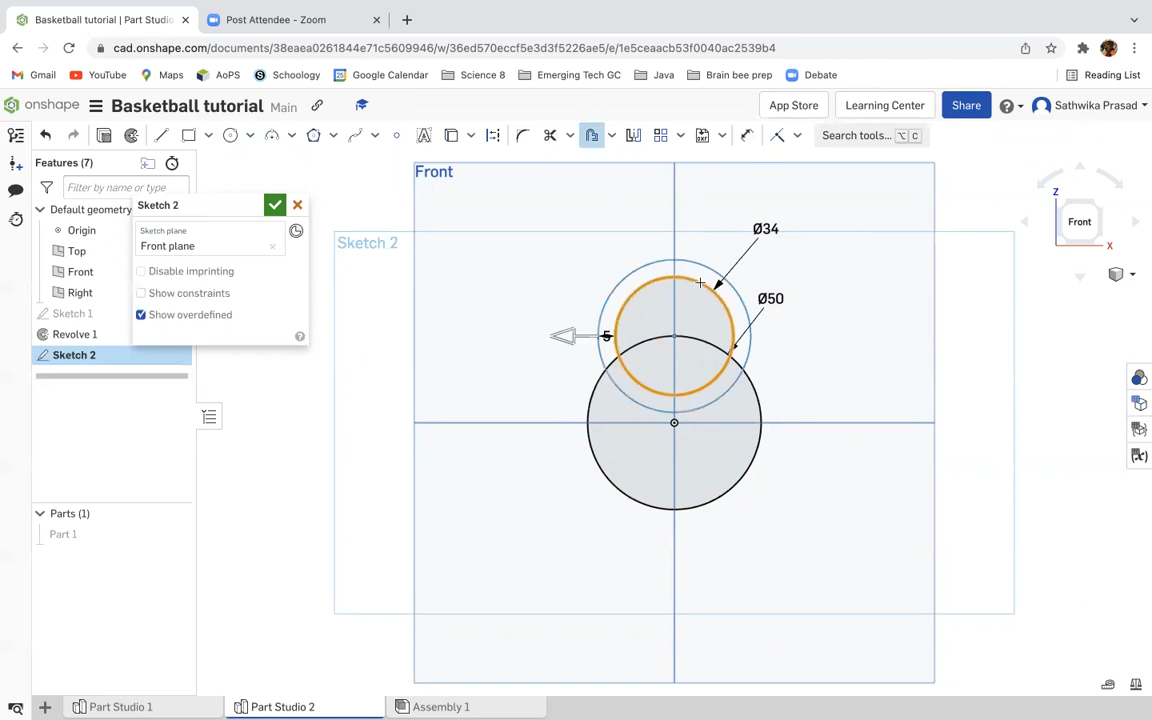 Basketball tutorial | Part Studio
Post Attendee - Zoom
cad.onshape.com/documents/38eaea0261844e71c5609946/w/36ed570eccf5e3d3f5226ae5/e/1e5ceaacb53f0040ac2539b4
Gmail YouTube Maps AoPS Schoology Google Calendar Science 8 Emerging Tech GC Java Brain bee prep Debate Reading List
onshape Basketball tutorial Main App Store Learning Center Share Sathwika Prasad
Search tools... ⌥ C
Features (7)
Filter by name or type
Default geometry
Origin
Top
Front
Right
Sketch 1
Revolve 1
Sketch 2
Sketch 2
Sketch plane
Front plane
Disable imprinting
Show constraints
Show overdefined
Front
Sketch 2
Ø34
Ø50
5
Z
Front
X
Parts (1)
Part 1
Part Studio 1 Part Studio 2 Assembly 1